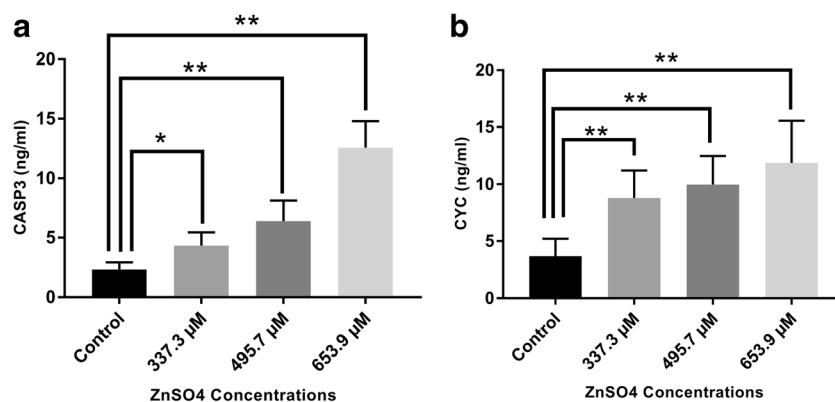 a
**
**
*
20
15
10
5
0
CASP3 (ng/ml)
Control
337.3 µM
495.7 µM
653.9 µM
ZnSO4 Concentrations
b
**
**
**
20
15
10
5
0
CYC (ng/ml)
Control
337.3 µM
495.7 µM
653.9 µM
ZnSO4 Concentrations